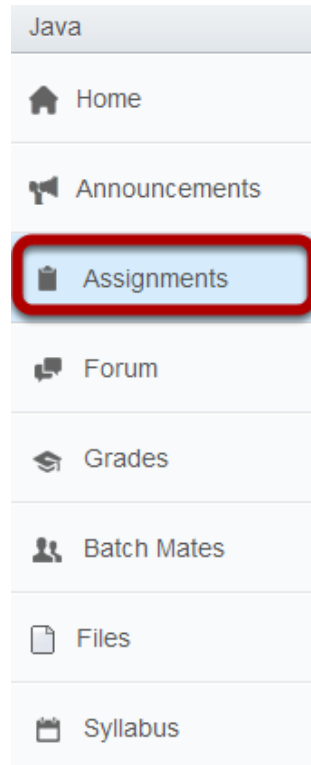 Java
Home
Announcements
Assignments
Forum
Grades
Batch Mates
Files
Syllabus